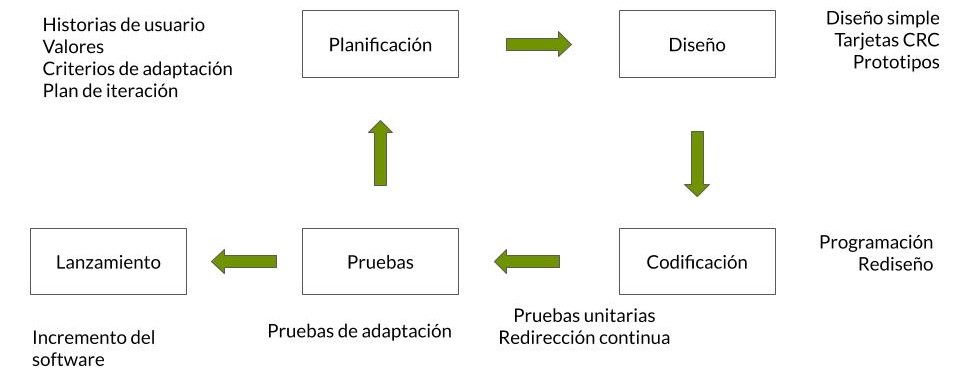 Historias de usuario
Valores
Criterios de adaptación
Plan de iteración
Planificación
Diseño
Diseño simple
Tarjetas CRC
Prototipos
Lanzamiento
Pruebas
Codificación
Programación
Rediseño
Incremento del
software
Pruebas de adaptación
Pruebas unitarias
Redirección continua